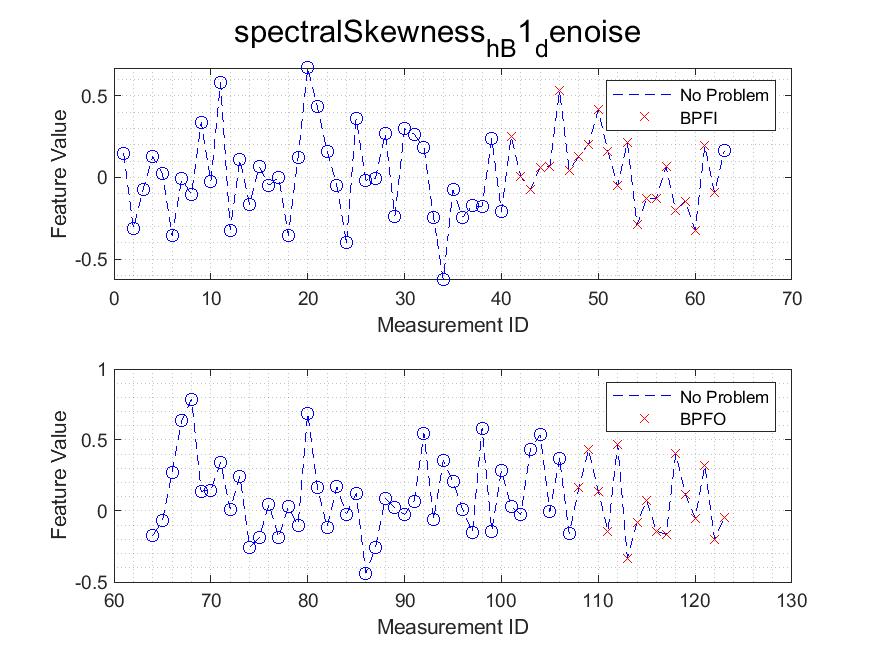 spectralSkewness_hB1_denoise
0.5
0
-0.5
Feature Value
No Problem
BPFI
0 10 20 30 40 50 60 70
Measurement ID
1
0.5
0
-0.5
Feature Value
No Problem
BPFO
60 70 80 90 100 110 120 130
Measurement ID